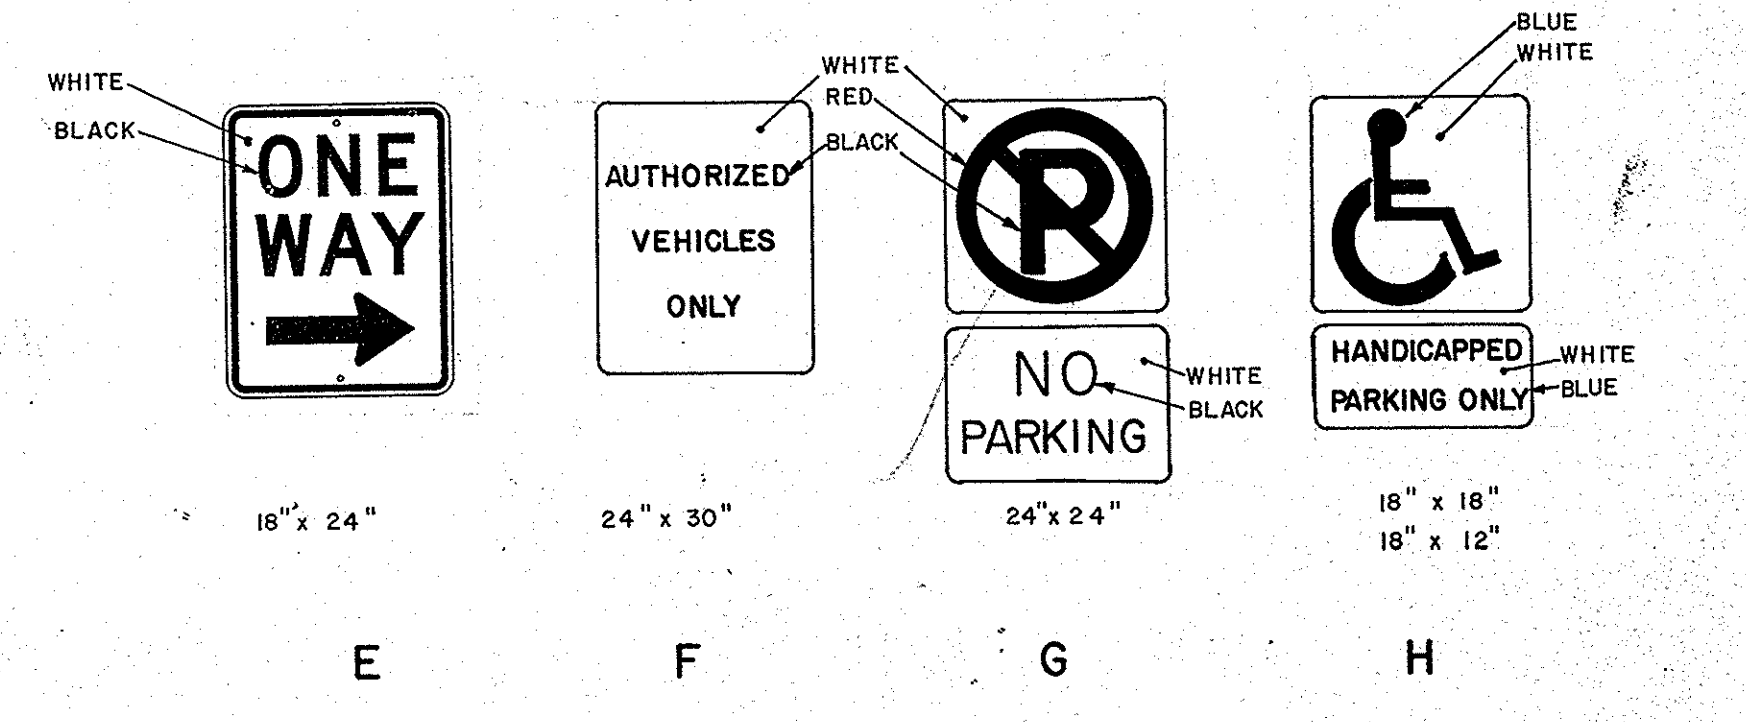 WHITE
BLACK
ONE
WAY
18" x 24"
E
WHITE
RED
BLACK
AUTHORIZED
VEHICLES
ONLY
24" x 30"
F
P
NO
PARKING
WHITE
BLACK
24" x 24"
G
BLUE
WHITE
HANDICAPPED
PARKING ONLY
WHITE
BLUE
18" x 18"
18" x 12"
H